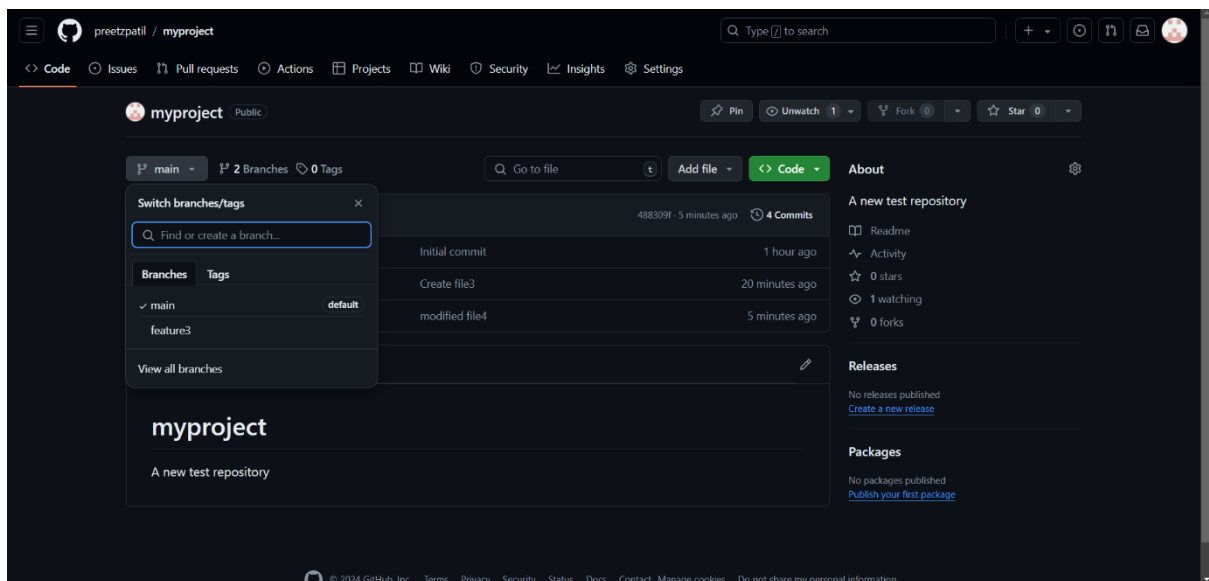 preetzpatil / myproject
Type / to search
Code Issues Pull requests Actions Projects Wiki Security Insights Settings
myproject Public
Pin Unwatch 1 Fork 0 Star 0
main 2 Branches 0 Tags Go to file t Add file Code
Switch branches/tags
Find or create a branch...
Branches Tags
main default
feature3
View all branches
488309f · 5 minutes ago 4 Commits
Initial commit 1 hour ago
Create file3 20 minutes ago
modified file4 5 minutes ago
myproject
A new test repository
About
A new test repository
Readme
Activity
0 stars
1 watching
0 forks
Releases
No releases published
Create a new release
Packages
No packages published
Publish your first package
© 2024 GitHub, Inc. Terms Privacy Security Status Docs Contact Manage cookies Do not share my personal information